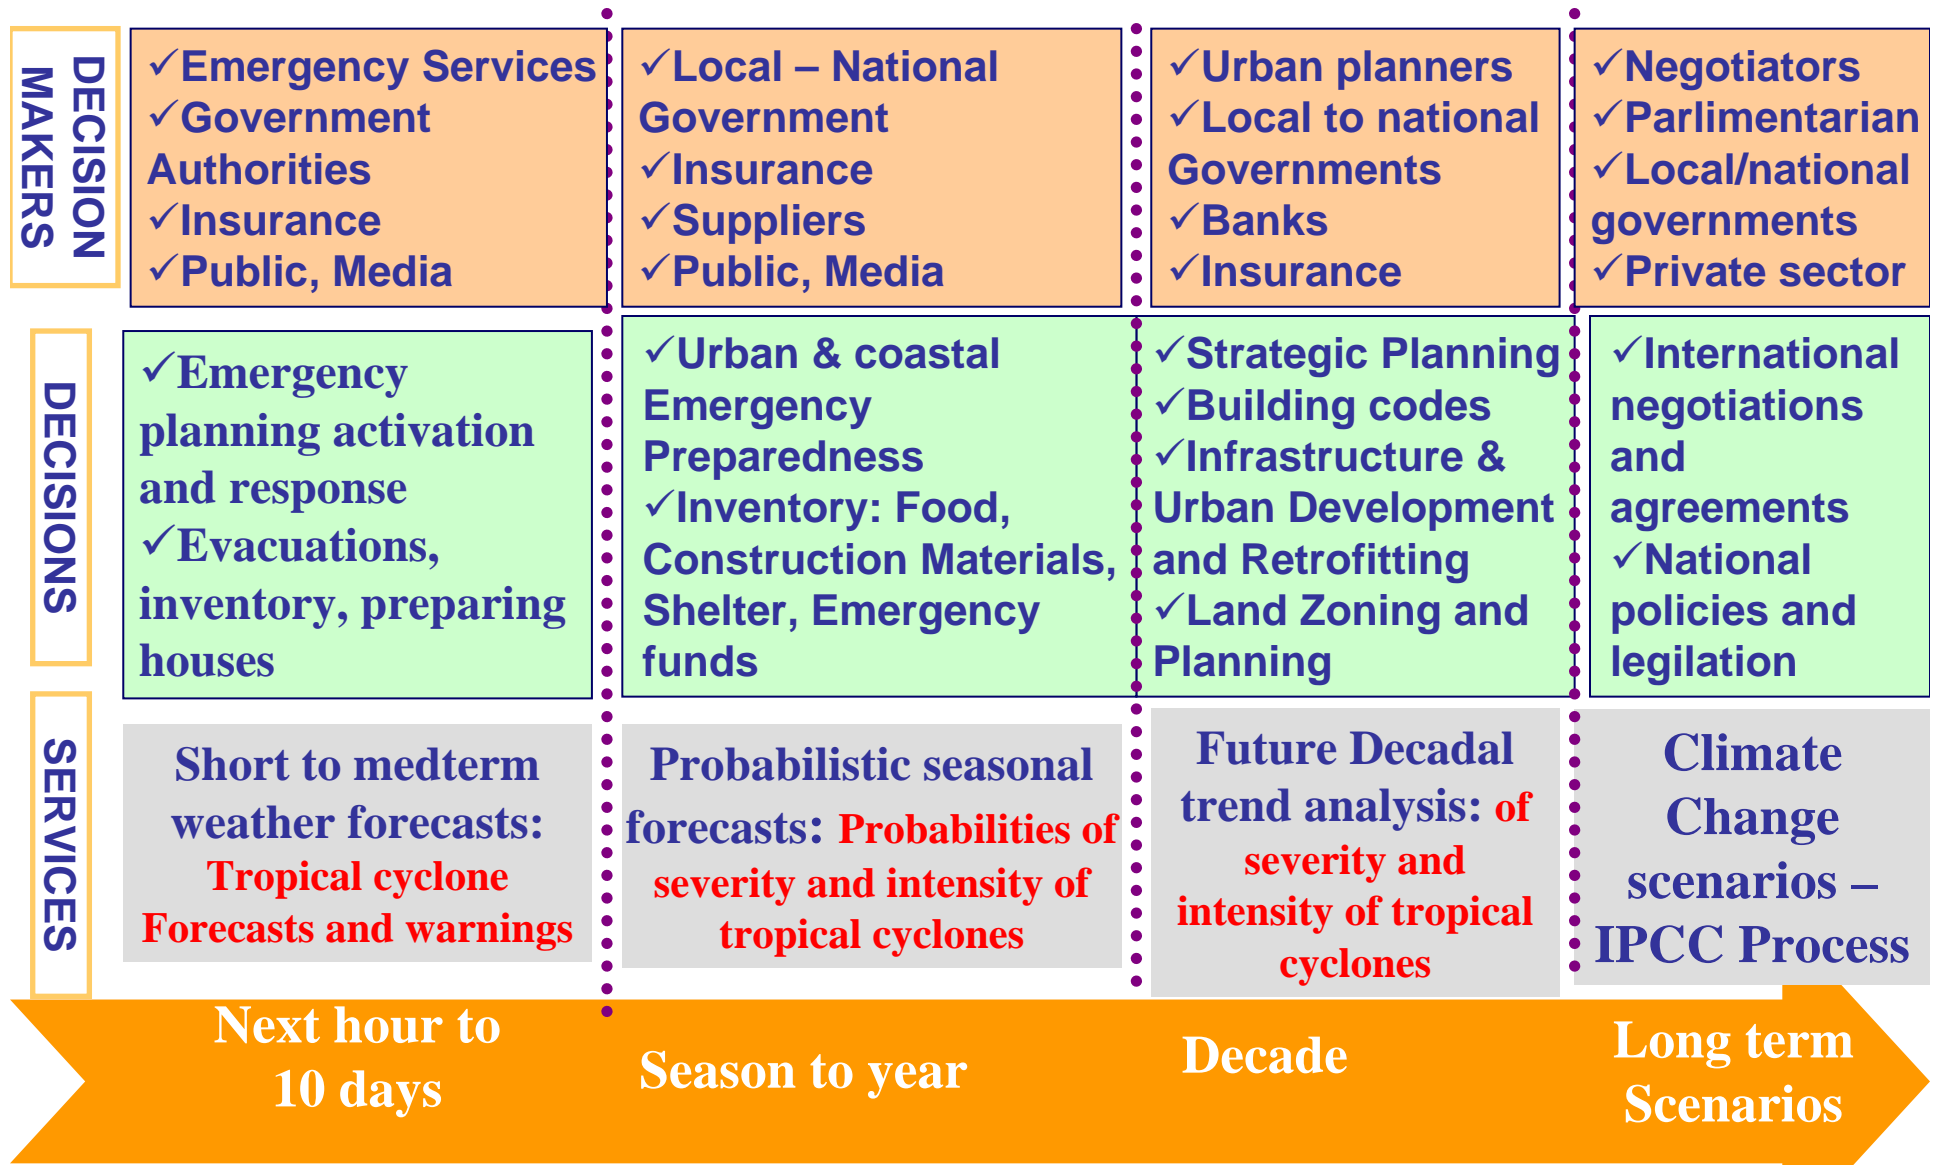 DECISION
MAKERS
✓Emergency Services
✓Government
Authorities
✓Insurance
✓Public, Media
✓Local – National
Government
✓Insurance
✓Suppliers
✓Public, Media
✓Urban planners
✓Local to national
Governments
✓Banks
✓Insurance
✓Negotiators
✓Parlimentarian
✓Local/national
governments
✓Private sector
DECISIONS
✓Emergency
planning activation
and response
✓Evacuations,
inventory, preparing
houses
✓Urban & coastal
Emergency
Preparedness
✓Inventory: Food,
Construction Materials,
Shelter, Emergency
funds
✓Strategic Planning
✓Building codes
✓Infrastructure &
Urban Development
and Retrofitting
✓Land Zoning and
Planning
✓International
negotiations
and
agreements
✓National
policies and
legilation
SERVICES
Short to medterm
weather forecasts:
Tropical cyclone
Forecasts and warnings
Probabilistic seasonal
forecasts: Probabilities of
severity and intensity of
tropical cyclones
Future Decadal
trend analysis: of
severity and
intensity of tropical
cyclones
Climate
Change
scenarios –
IPCC Process
Next hour to
10 days
Season to year
Decade
Long term
Scenarios